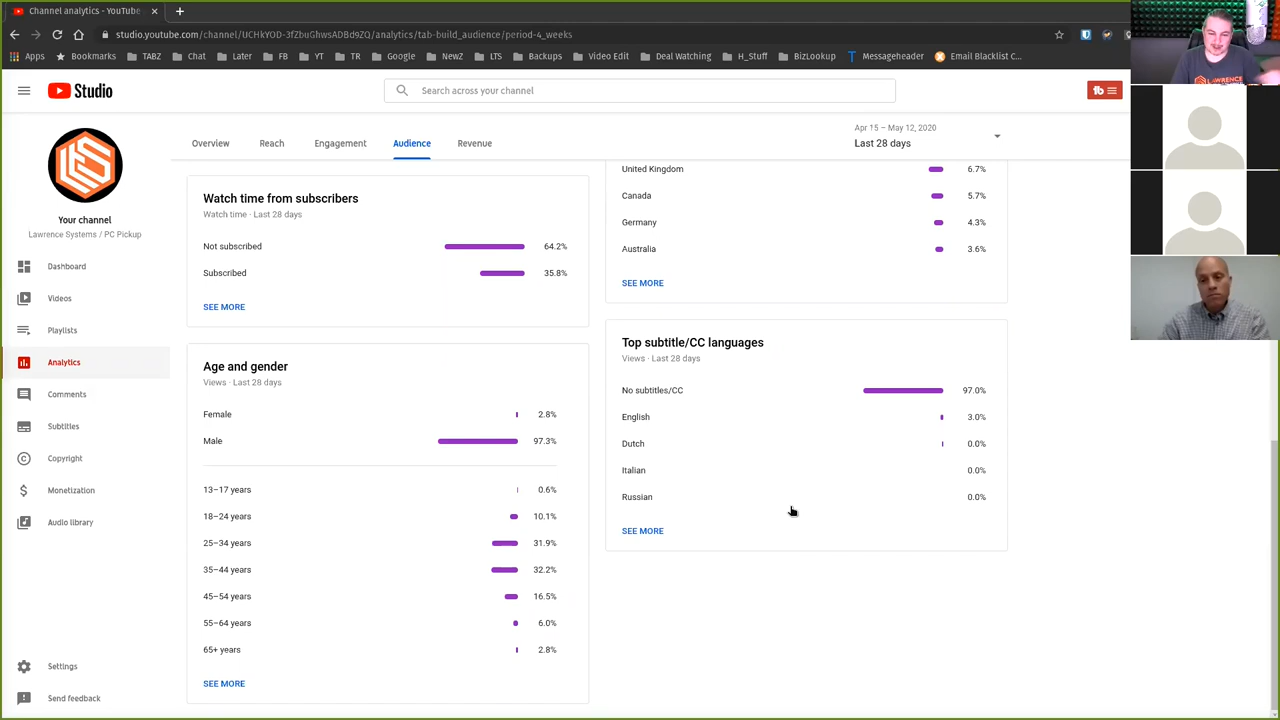 Channel analytics - YouTube
studio.youtube.com/channel/UCHkYOD-3fZbuGhwsADBd9ZQ/analytics/tab-build_audience/period-4_weeks
Apps
Bookmarks
TABZ
Chat
Later
FB
YT
TR
Google
NewZ
LTS
Backups
Video Edit
Deal Watching
H_Stuff
BizLookup
Messageheader
Email Blacklist C...
Studio
Search across your channel
tb
Your channel
Lawrence Systems / PC Pickup
Dashboard
Videos
Playlists
Analytics
Comments
Subtitles
Copyright
Monetization
Audio library
Settings
Send feedback
Overview
Reach
Engagement
Audience
Revenue
Apr 15 – May 12, 2020
Last 28 days
Watch time from subscribers
Watch time · Last 28 days
Not subscribed 64.2%
Subscribed 35.8%
SEE MORE
Age and gender
Views · Last 28 days
Female 2.8%
Male 97.3%
13–17 years 0.6%
18–24 years 10.1%
25–34 years 31.9%
35–44 years 32.2%
45–54 years 16.5%
55–64 years 6.0%
65+ years 2.8%
SEE MORE
United Kingdom 6.7%
Canada 5.7%
Germany 4.3%
Australia 3.6%
SEE MORE
Top subtitle/CC languages
Views · Last 28 days
No subtitles/CC 97.0%
English 3.0%
Dutch 0.0%
Italian 0.0%
Russian 0.0%
SEE MORE
LAWRENCE